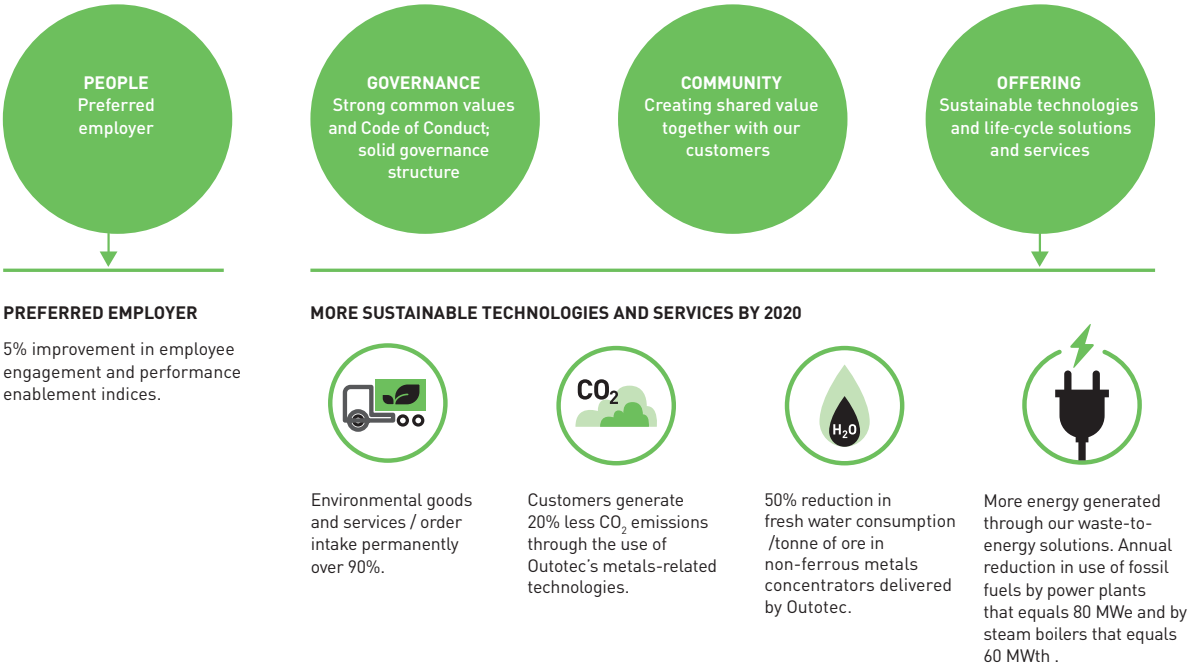 PEOPLE
Preferred
employer
GOVERNANCE
Strong common values
and Code of Conduct;
solid governance
structure
COMMUNITY
Creating shared value
together with our
customers
OFFERING
Sustainable technologies
and life-cycle solutions
and services
PREFERRED EMPLOYER
5% improvement in employee
engagement and performance
enablement indices.
MORE SUSTAINABLE TECHNOLOGIES AND SERVICES BY 2020
Environmental goods
and services / order
intake permanently
over 90%.
CO₂
Customers generate
20% less CO₂ emissions
through the use of
Outotec's metals-related
technologies.
H₂O
50% reduction in
fresh water consumption
/tonne of ore in
non-ferrous metals
concentrators delivered
by Outotec.
More energy generated
through our waste-to-
energy solutions. Annual
reduction in use of fossil
fuels by power plants
that equals 80 MWe and by
steam boilers that equals
60 MWth .